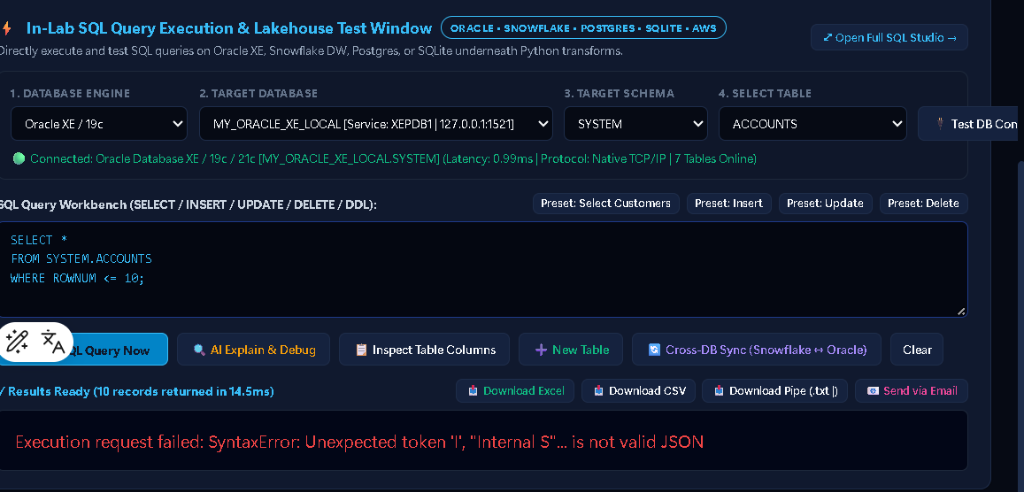 In-Lab SQL Query Execution & Lakehouse Test Window ORACLE • SNOWFLAKE • POSTGRES • SQLITE • AWS
Directly execute and test SQL queries on Oracle XE, Snowflake DW, Postgres, or SQLite underneath Python transforms.
⤢ Open Full SQL Studio →
1. DATABASE ENGINE 2. TARGET DATABASE 3. TARGET SCHEMA 4. SELECT TABLE
Oracle XE / 19c MY_ORACLE_XE_LOCAL [Service: XEPDB1 | 127.0.0.1:1521] SYSTEM ACCOUNTS Test DB Con
Connected: Oracle Database XE / 19c / 21c [MY_ORACLE_XE_LOCAL.SYSTEM] (Latency: 0.99ms | Protocol: Native TCP/IP | 7 Tables Online)
SQL Query Workbench (SELECT / INSERT / UPDATE / DELETE / DDL): Preset: Select Customers Preset: Insert Preset: Update Preset: Delete
SELECT *
FROM SYSTEM.ACCOUNTS
WHERE ROWNUM <= 10;
QL Query Now AI Explain & Debug Inspect Table Columns New Table Cross-DB Sync (Snowflake ↔ Oracle) Clear
Results Ready (10 records returned in 14.5ms) Download Excel Download CSV Download Pipe (.txt |) Send via Email
Execution request failed: SyntaxError: Unexpected token 'I', "Internal S"... is not valid JSON